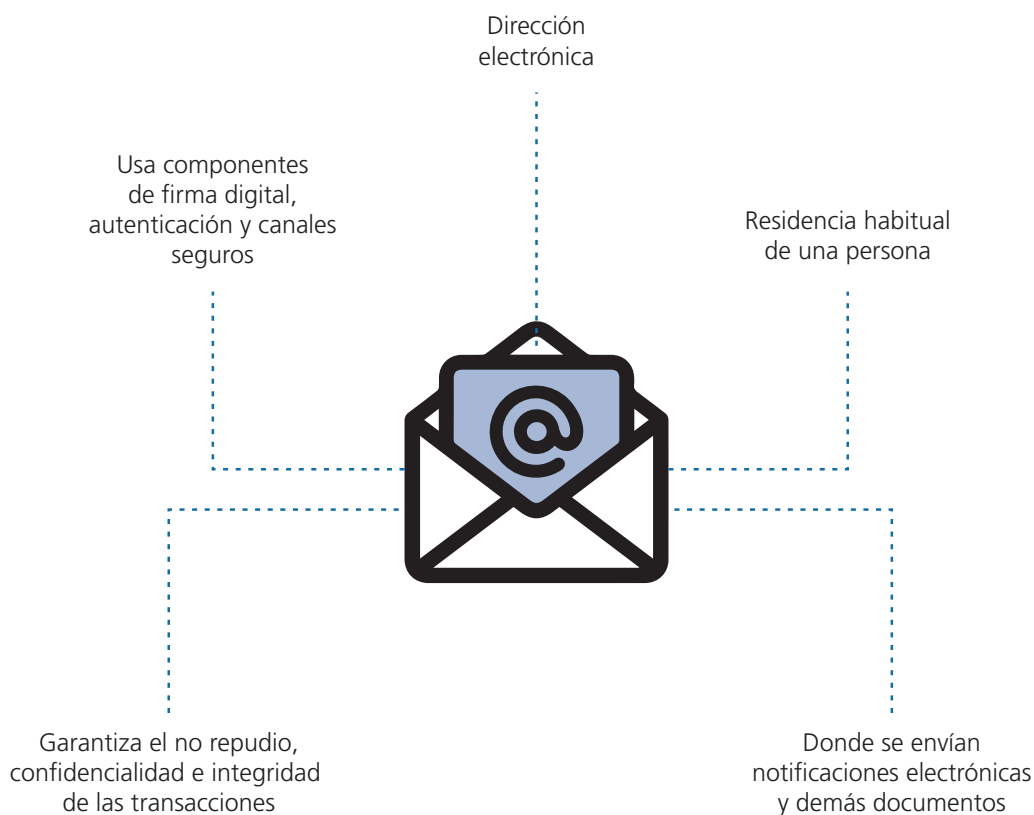 Dirección
electrónica
Usa componentes
de firma digital,
autenticación y canales
seguros
Residencia habitual
de una persona
@
Garantiza el no repudio,
confidencialidad e integridad
de las transacciones
Donde se envían
notificaciones electrónicas
y demás documentos